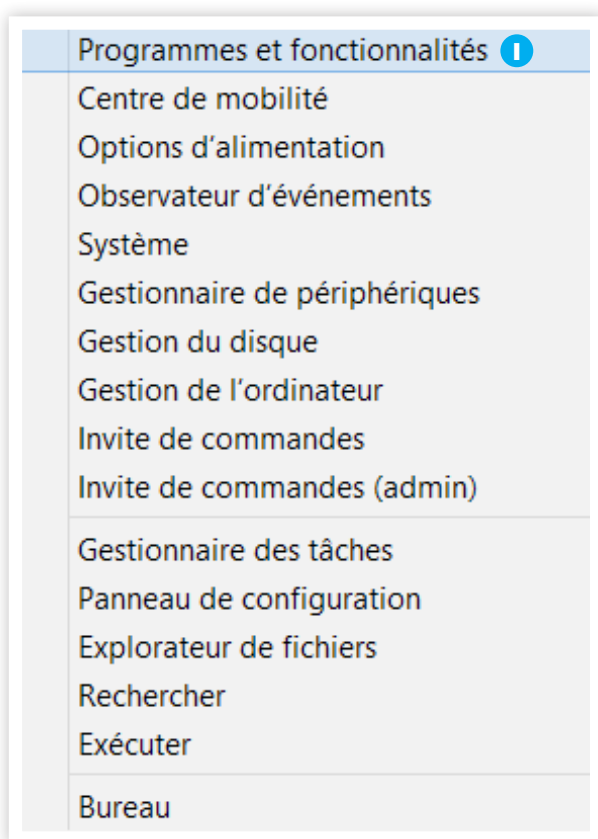 Programmes et fonctionnalités 1
Centre de mobilité
Options d’alimentation
Observateur d’événements
Système
Gestionnaire de périphériques
Gestion du disque
Gestion de l’ordinateur
Invite de commandes
Invite de commandes (admin)
Gestionnaire des tâches
Panneau de configuration
Explorateur de fichiers
Rechercher
Exécuter
Bureau